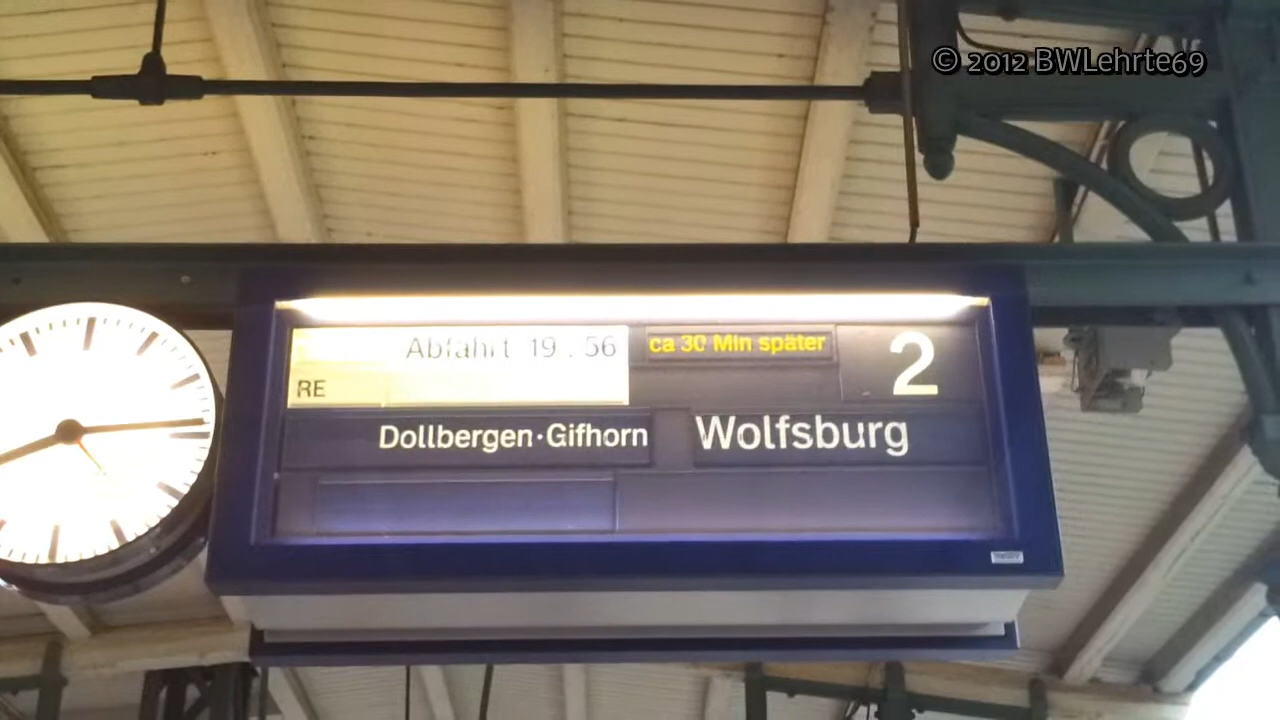 © 2012 BWLehrte69
Abfahrt 19.56
ca 30 Min später
2
RE
Dollbergen·Gifhorn
Wolfsburg